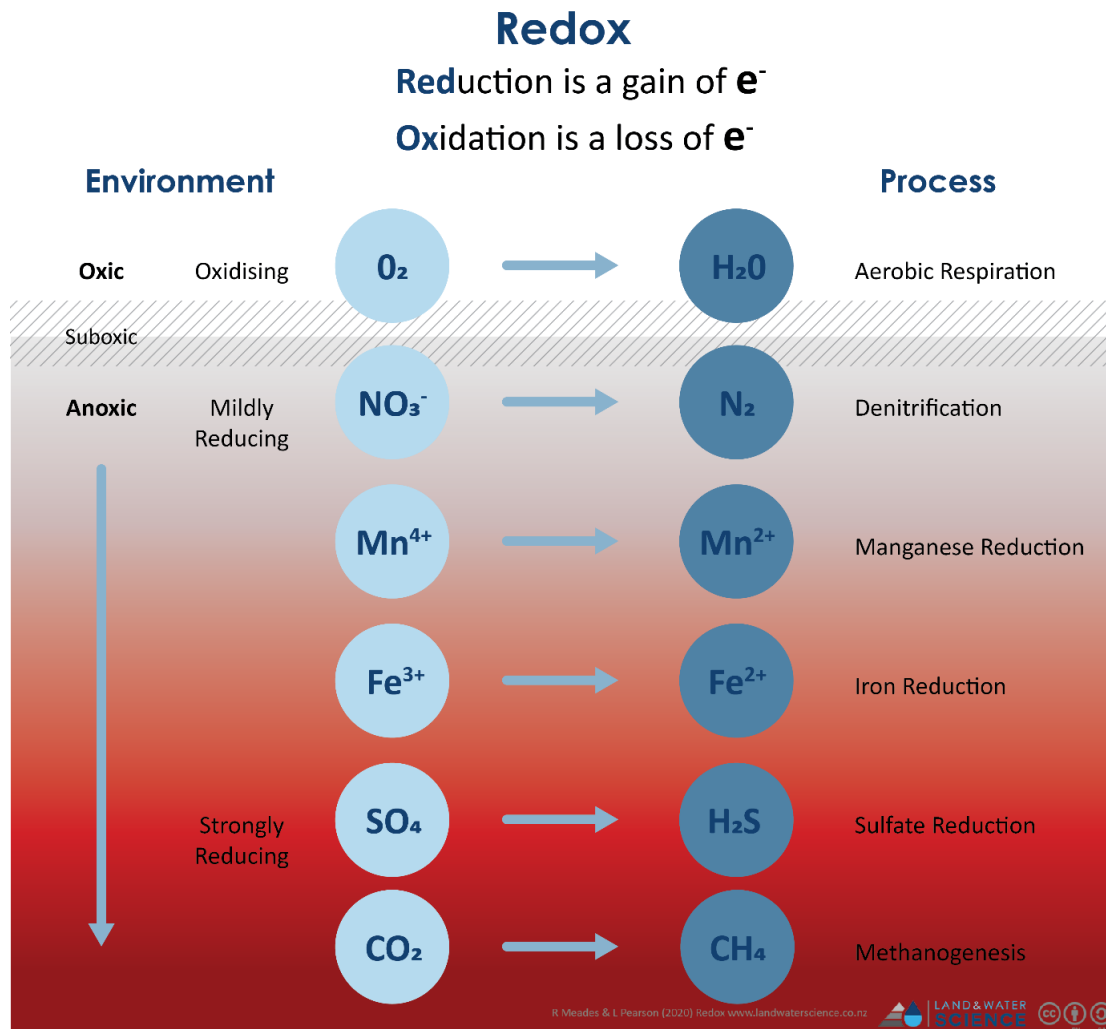 Redox
Reduction is a gain of e⁻
Oxidation is a loss of e⁻
Environment
Process
Oxic
Oxidising
0₂
H₂0
Aerobic Respiration
Suboxic
Anoxic
Mildly
Reducing
NO₃⁻
N₂
Denitrification
Mn⁴⁺
Mn²⁺
Manganese Reduction
Fe³⁺
Fe²⁺
Iron Reduction
Strongly
Reducing
SO₄
H₂S
Sulfate Reduction
CO₂
CH₄
Methanogenesis
R Meades & L Pearson (2020) Redox www.landwaterscience.co.nz
LAND&WATER
SCIENCE
cc